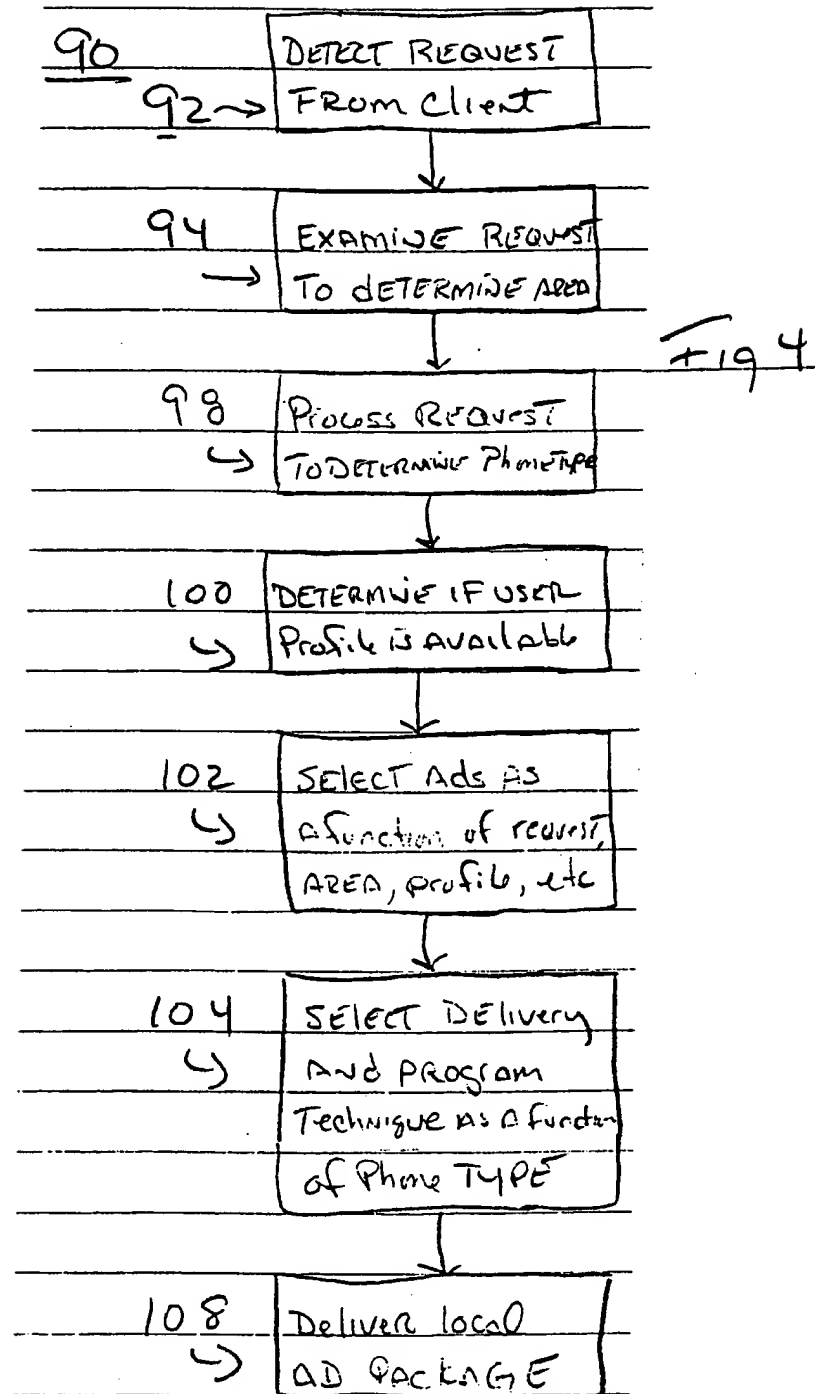 90
DETECT REQUEST
92 → FROM Client
94 EXAMINE REQUEST
→ TO dETERMINE AREA
Fig 4
98 Process REQUEST
TO DETERMINE Phone TYPE
100 DETERMINE IF USER
Profile is AVAilAble
102 SElECT Ads AS
A function of request,
AREA, profile, etc
104 SElECT DElivery
ANd PROgram
Technique AS A function
of Phone TYPE
108 Deliver local
AD PACKAGE